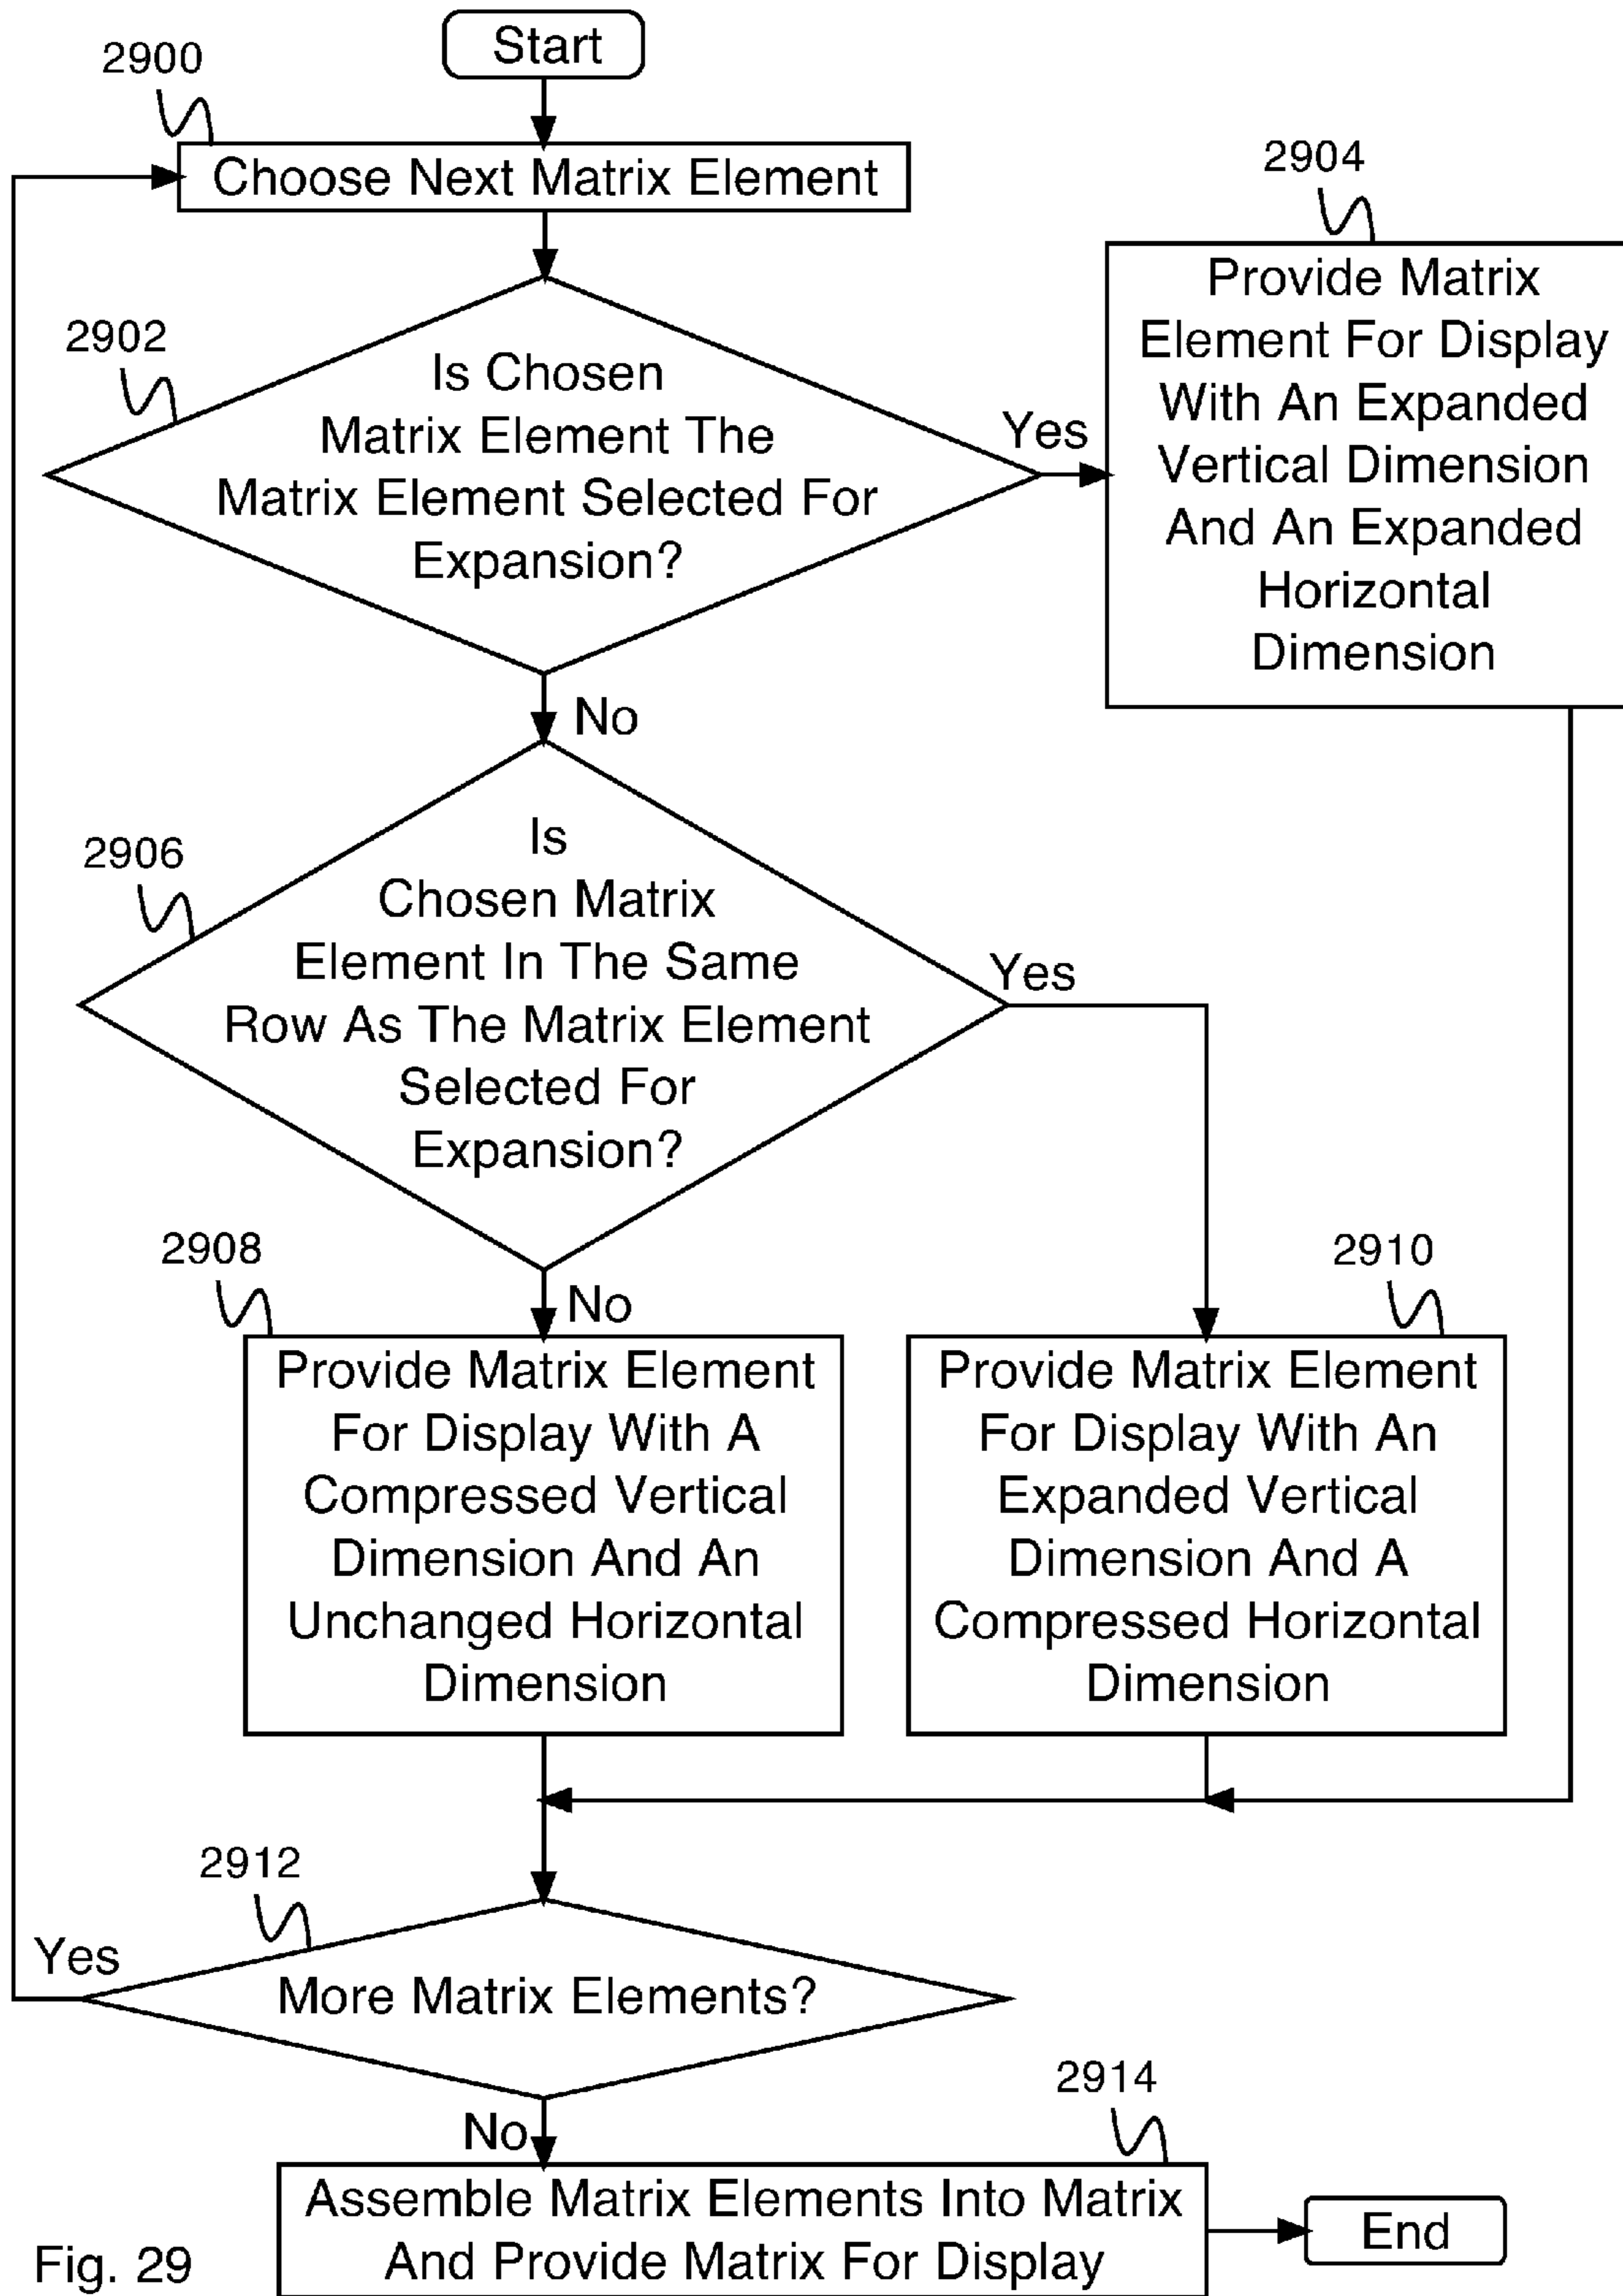 Start
2900
Choose Next Matrix Element
2902
Is Chosen
Matrix Element The
Matrix Element Selected For
Expansion?
Yes
No
2904
Provide Matrix
Element For Display
With An Expanded
Vertical Dimension
And An Expanded
Horizontal
Dimension
2906
Is
Chosen Matrix
Element In The Same
Row As The Matrix Element
Selected For
Expansion?
Yes
No
2908
Provide Matrix Element
For Display With A
Compressed Vertical
Dimension And An
Unchanged Horizontal
Dimension
2910
Provide Matrix Element
For Display With An
Expanded Vertical
Dimension And A
Compressed Horizontal
Dimension
2912
Yes
More Matrix Elements?
No
2914
Assemble Matrix Elements Into Matrix
And Provide Matrix For Display
End
Fig. 29